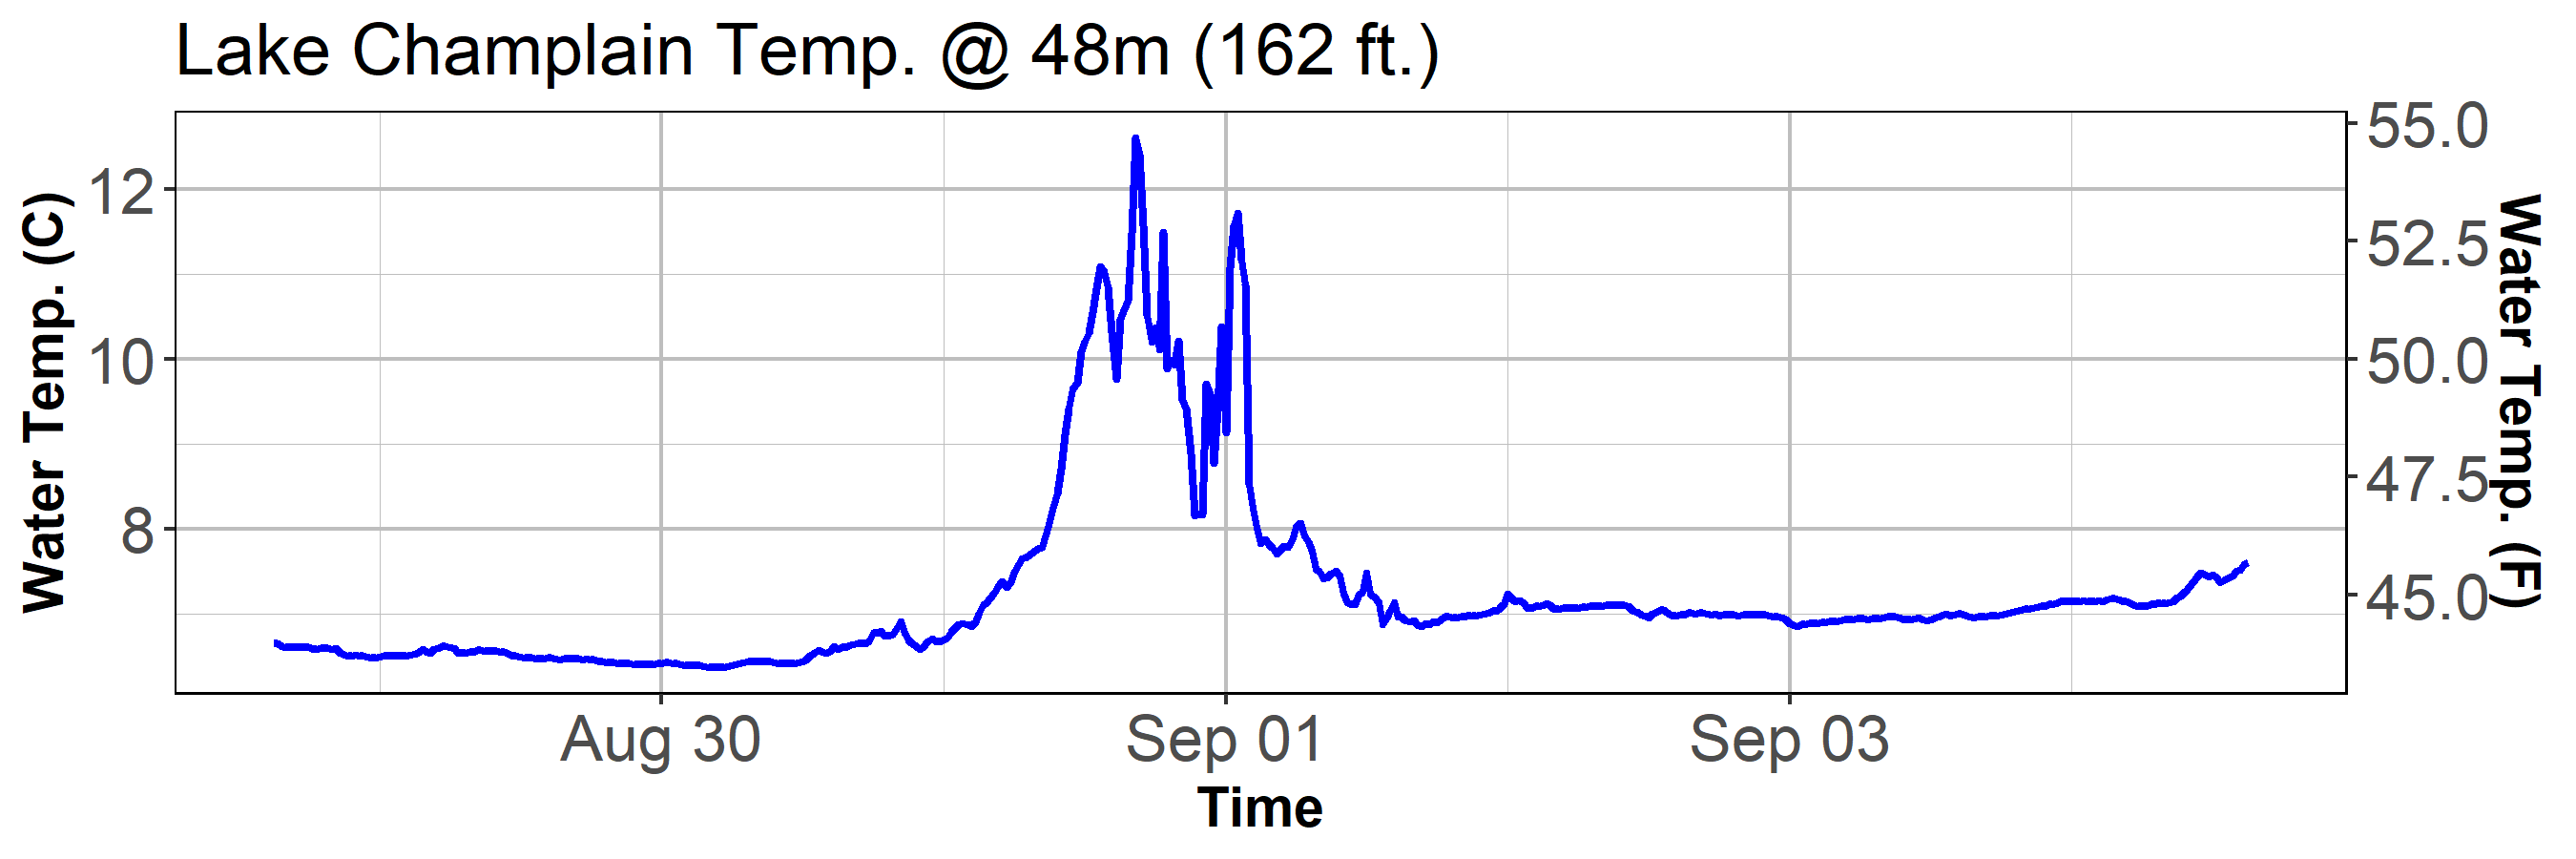 Lake Champlain Temp. @ 48m (162 ft.)
Water Temp. (C)
12
10
8
55.0
52.5
50.0
47.5
45.0
Water Temp. (F)
Aug 30
Sep 01
Sep 03
Time